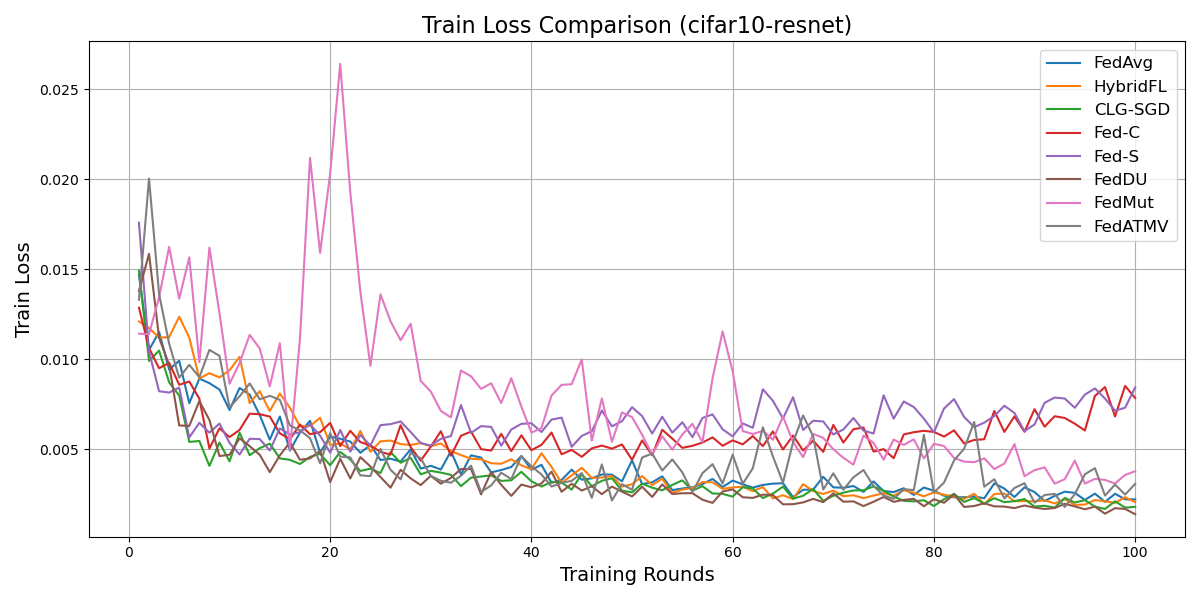 Train Loss Comparison (cifar10-resnet)
Train Loss
0.025
0.020
0.015
0.010
0.005
0
20
40
60
80
100
Training Rounds
FedAvg
HybridFL
CLG-SGD
Fed-C
Fed-S
FedDU
FedMut
FedATMV